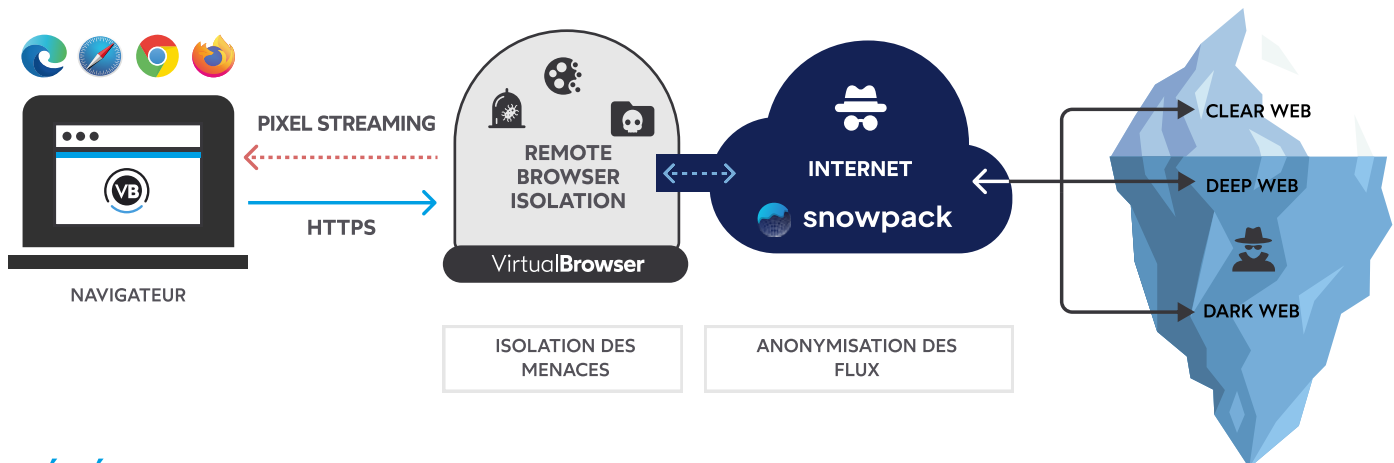 PIXEL STREAMING
HTTPS
VB
NAVIGATEUR
REMOTE
BROWSER
ISOLATION
VirtualBrowser
INTERNET
snowpack
CLEAR WEB
DEEP WEB
DARK WEB
ISOLATION DES
MENACES
ANONYMISATION DES
FLUX